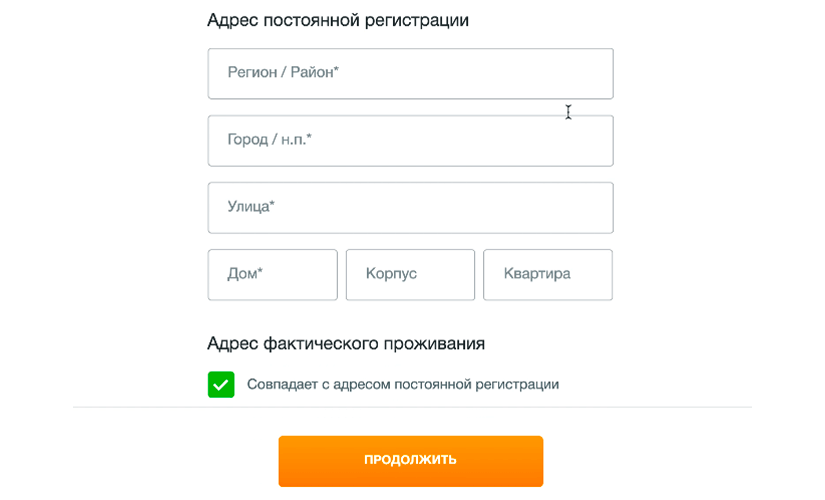 Адрес постоянной регистрации
Регион / Район*
Город / н.п.*
Улица*
Дом* Корпус Квартира
Адрес фактического проживания
Совпадает с адресом постоянной регистрации
ПРОДОЛЖИТЬ